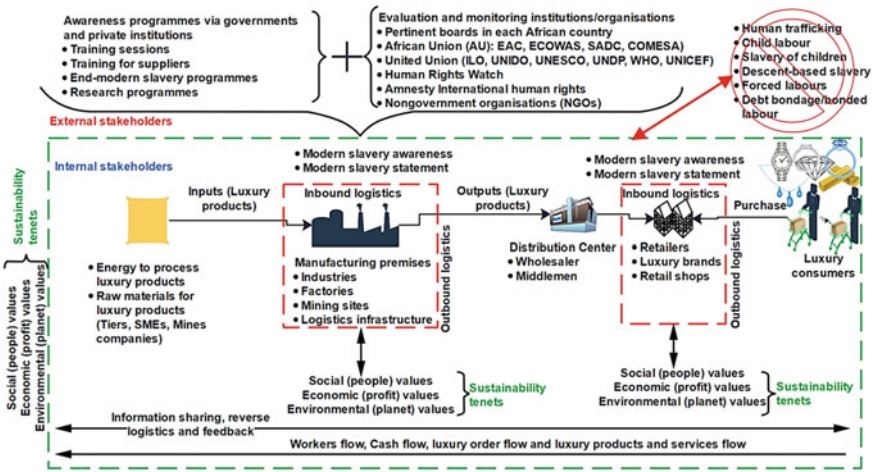 Awareness programmes via governments
and private institutions
• Training sessions
• Training for suppliers
• End-modern slavery programmes
• Research programmes
Evaluation and monitoring institutions/organisations
• Pertinent boards in each African country
• African Union (AU): EAC, ECOWAS, SADC, COMESA)
• United Union (ILO, UNIDO, UNESCO, UNDP, WHO, UNICEF)
• Human Rights Watch
• Amnesty International human rights
• Nongovernment organisations (NGOs)
• Human trafficking
• Child labour
• Slavery of children
• Descent-based slavery
• Forced labours
• Debt bondage/bonded
labour
External stakeholders
Internal stakeholders
• Modern slavery awareness
• Modern slavery statement
• Modern slavery awareness
• Modern slavery statement
Sustainability
tenets
Inputs (Luxury
products)
Inbound logistics
Outputs (Luxury
products)
Inbound logistics
Purchase
Outbound logistics
Outbound logistics
• Energy to process
luxury products
• Raw materials for
luxury products
(Tiers, SMEs, Mines
companies)
Manufacturing premises
• Industries
• Factories
• Mining sites
• Logistics infrastructure
Distribution Center
• Wholesaler
• Middlemen
• Retailers
• Luxury brands
• Retail shops
Luxury
consumers
Social (people) values
Economic (profit) values
Environmental (planet) values
Social (people) values
Economic (profit) values
Environmental (planet) values
Sustainability
tenets
Social (people) values
Economic (profit) values
Environmental (planet) values
Sustainability
tenets
Information sharing, reverse
logistics and feedback
Workers flow, Cash flow, luxury order flow and luxury products and services flow